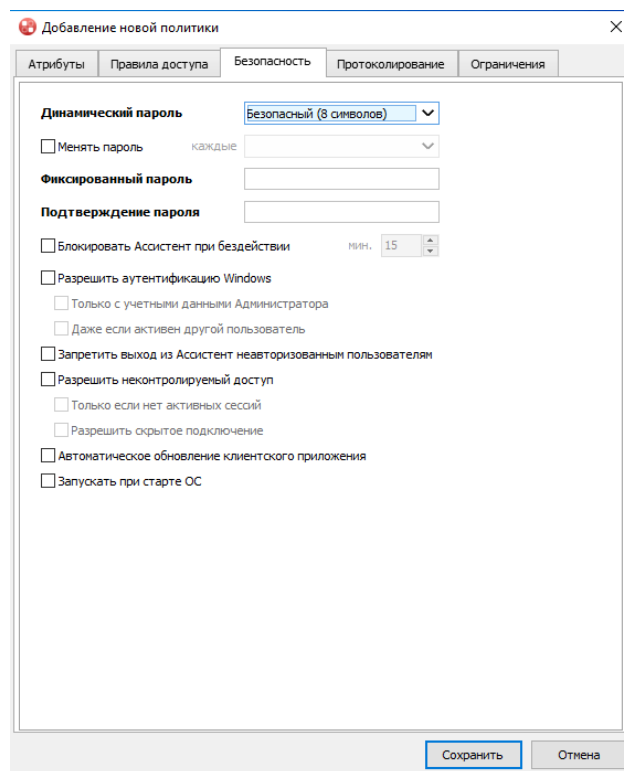 Добавление новой политики
Атрибуты Правила доступа Безопасность Протоколирование Ограничения
Динамический пароль Безопасный (8 символов)
Менять пароль каждые
Фиксированный пароль
Подтверждение пароля
Блокировать Ассистент при бездействии мин. 15
Разрешить аутентификацию Windows
Только с учетными данными Администратора
Даже если активен другой пользователь
Запретить выход из Ассистент неавторизованным пользователям
Разрешить неконтролируемый доступ
Только если нет активных сессий
Разрешить скрытое подключение
Автоматическое обновление клиентского приложения
Запускать при старте ОС
Сохранить Отмена